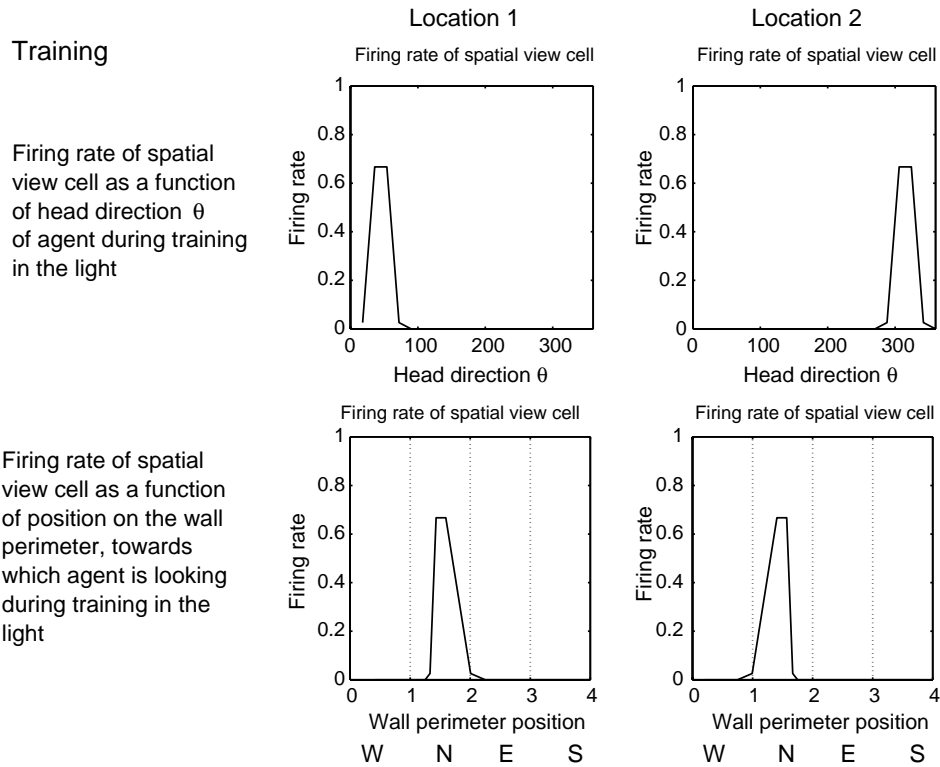 Location 1
Location 2
Training
Firing rate of spatial view cell
Firing rate of spatial view cell
Firing rate of spatial
view cell as a function
of head direction θ
of agent during training
in the light
Firing rate
1
0.8
0.6
0.4
0.2
0
0
100
200
300
Head direction θ
Firing rate
1
0.8
0.6
0.4
0.2
0
0
100
200
300
Head direction θ
Firing rate of spatial
view cell as a function
of position on the wall
perimeter, towards
which agent is looking
during training in the
light
Firing rate of spatial view cell
Firing rate
1
0.8
0.6
0.4
0.2
0
0
1
2
3
4
Wall perimeter position
W N E S
Firing rate of spatial view cell
Firing rate
1
0.8
0.6
0.4
0.2
0
0
1
2
3
4
Wall perimeter position
W N E S